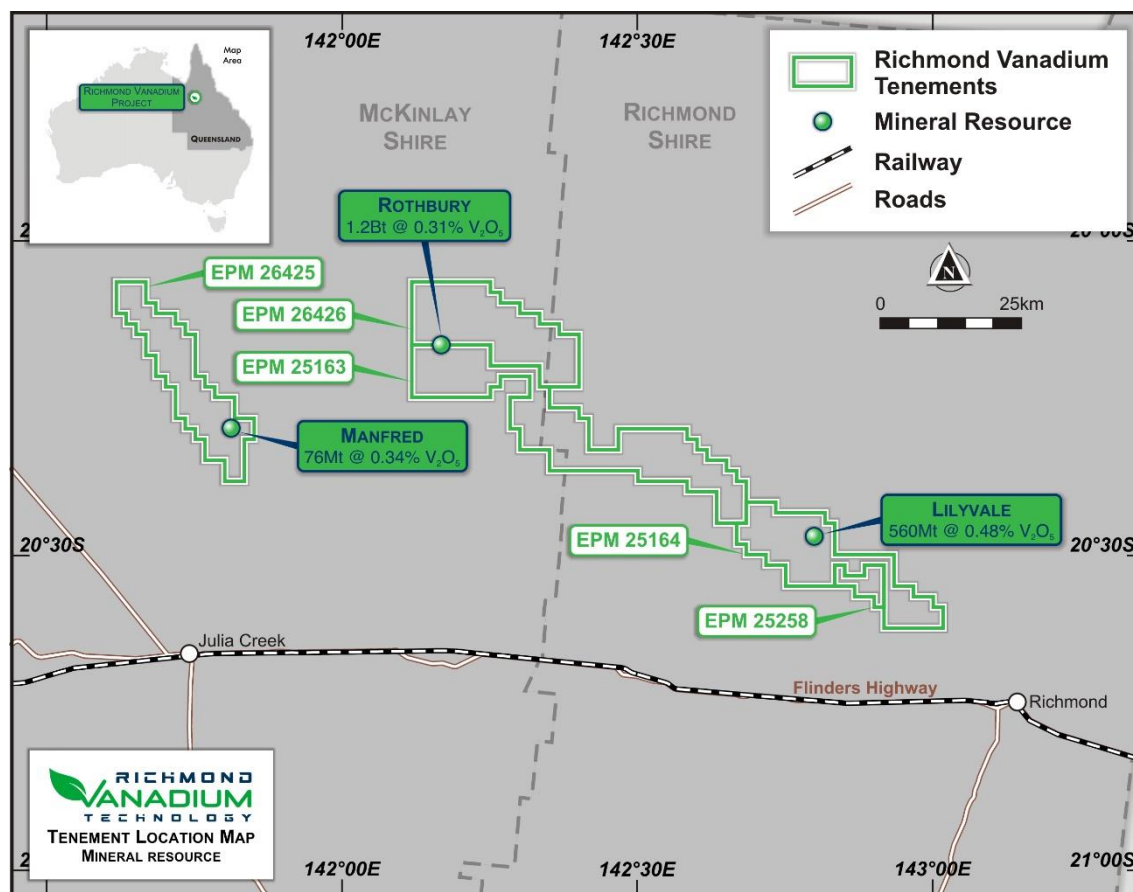 142°00E
142°30E
Map
Area
RICHMOND VANADIUM
PROJECT
QUEENSLAND
MCKINLAY
SHIRE
RICHMOND
SHIRE
Richmond Vanadium
Tenements
Mineral Resource
Railway
Roads
N
0
25km
ROTHBURY
1.2Bt @ 0.31% V₂O₅
EPM 26425
EPM 26426
EPM 25163
MANFRED
76Mt @ 0.34% V₂O₅
LILYVALE
560Mt @ 0.48% V₂O₅
EPM 25164
EPM 25258
20°30S
20°30S
Julia Creek
Flinders Highway
Richmond
RICHMOND
VANADIUM
TECHNOLOGY
TENEMENT LOCATION MAP
MINERAL RESOURCE
142°00E
142°30E
143°00E
21°00S